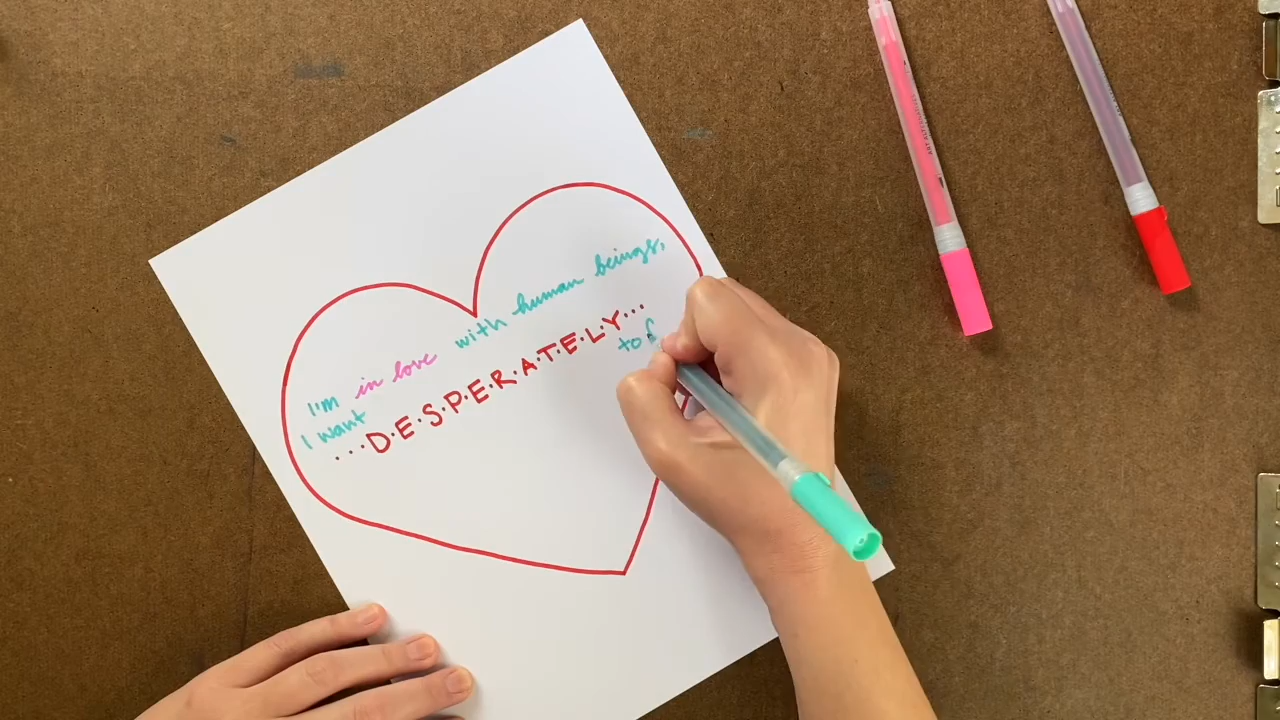 I'm in love with human beings,
I want
...D·E·S·P·E·R·A·T·E·L·Y...
to f